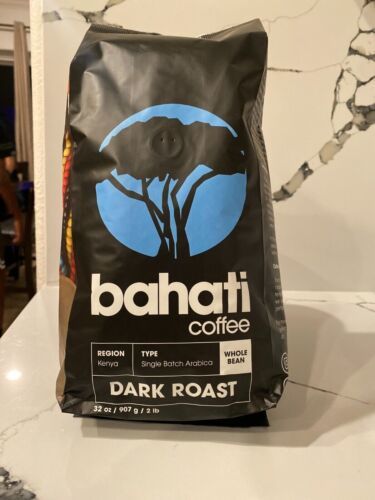 bahati
coffee
REGION
Kenya
TYPE
Single Batch Arabica
WHOLE
BEAN
DARK ROAST
32 oz / 907 g / 2 lb